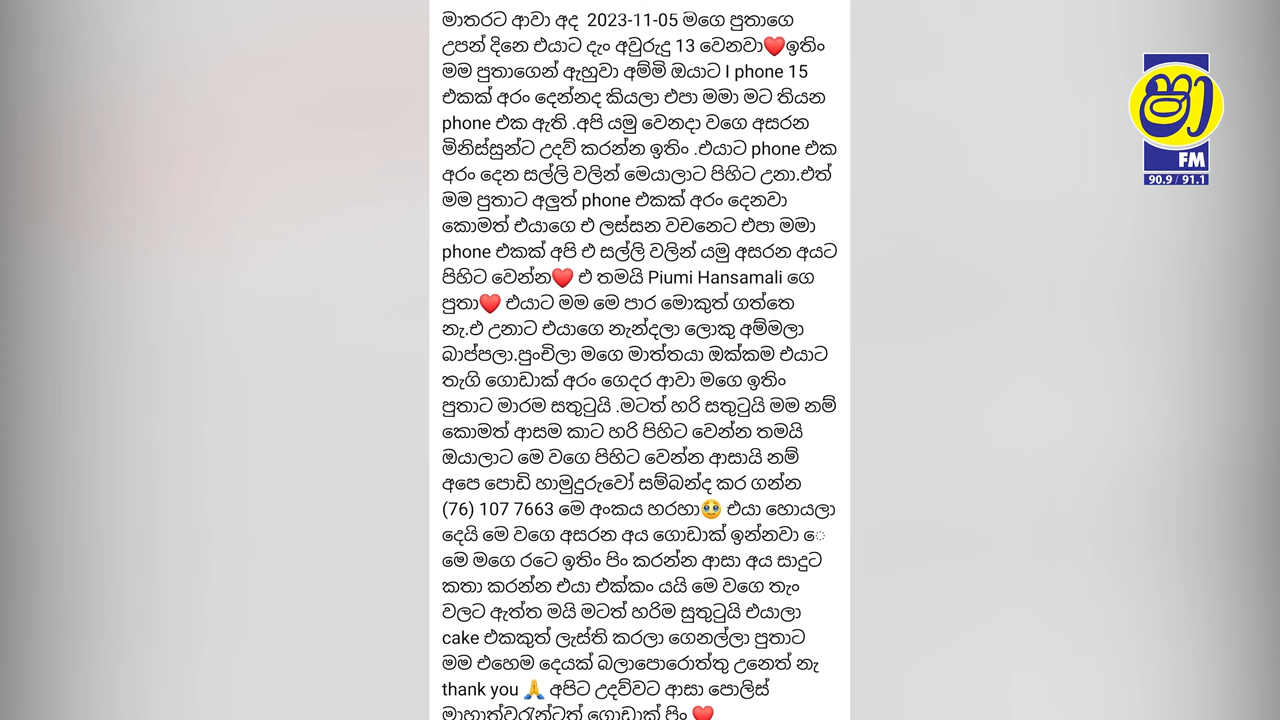 මාතරට ආවා අද 2023-11-05 මගෙ පුතාගෙ
උපන් දිනෙ එයාට දැං අවුරුදු 13 වෙනවා❤️ඉතිං
මම පුතාගෙන් ඇහුවා අම්මි ඔයාට I phone 15
එකක් අරං දෙන්නද කියලා එපා මමා මට තියන
phone එක ඇති .අපි යමු වෙනදා වගෙ අසරන
මිනිස්සුන්ට උදව් කරන්න ඉතිං .එයාට phone එක
අරං දෙන සල්ලි වලින් මෙයාලාට පිහිට උනා.එත්
මම පුතාට අලුත් phone එකක් අරං දෙනවා
කොමත් එයාගෙ එ ලස්සන වචනෙට එපා මමා
phone එකක් අපි එ සල්ලි වලින් යමු අසරන අයට
පිහිට වෙන්න❤️ එ තමයි Piumi Hansamali ගෙ
පුතා❤️ එයාට මම මෙ පාර මොකුත් ගත්තෙ
නැ.එ උනාට එයාගෙ නැන්දලා ලොකු අම්මලා
බාප්පලා.පුංචිලා මගෙ මාත්තයා ඔක්කම එයාට
තැගි ගොඩාක් අරං ගෙදර ආවා මගෙ ඉතිං
පුතාට මාරම සතුටුයි .මටත් හරි සතුටුයි මම නම්
කොමත් ආසම කාට හරි පිහිට වෙන්න තමයි
ඔයාලාට මෙ වගෙ පිහිට වෙන්න ආසායි නම්
අපෙ පොඩි හාමුදුරුවෝ සම්බන්ද කර ගන්න
(76) 107 7663 මෙ අංකය හරහා🥹 එයා හොයලා
දෙයි මෙ වගෙ අසරන අය ගොඩාක් ඉන්නවා ෙ
මෙ මගෙ රටෙ ඉතිං පිං කරන්න ආසා අය සාදුට
කතා කරන්න එයා එක්කං යයි මෙ වගෙ තැං
වලට ඇත්ත මයි මටත් හරිම සුතුටුයි එයාලා
cake එකකුත් ලැස්ති කරලා ගෙනල්ලා පුතාට
මම එහෙම දෙයක් බලාපොරොත්තු උනෙත් නැ
thank you 🙏 අපිට උදව්වට ආසා පොලිස්
මාහාත්වරැන්ටත් ගොඩාක් පිං ❤️
ශා
FM
90.9 / 91.1